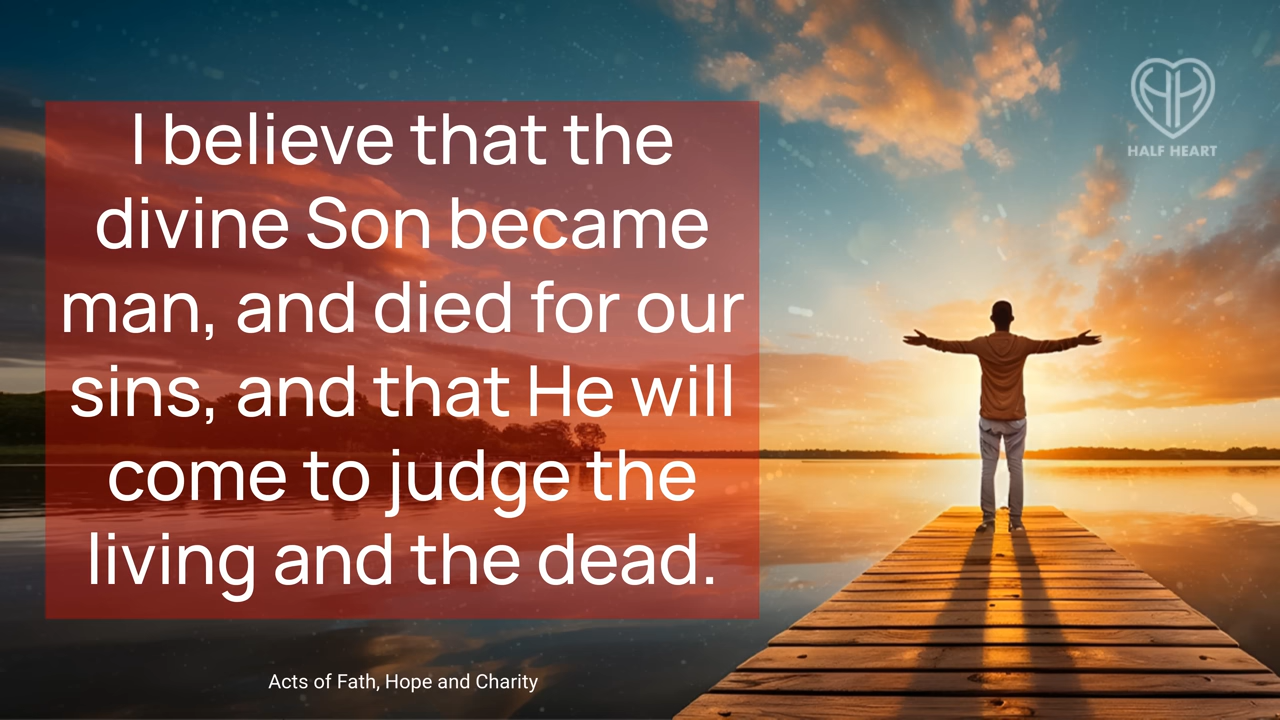 I believe that the
divine Son became
man, and died for our
sins, and that He will
come to judge the
living and the dead.
Acts of Fath, Hope and Charity
HALF HEART